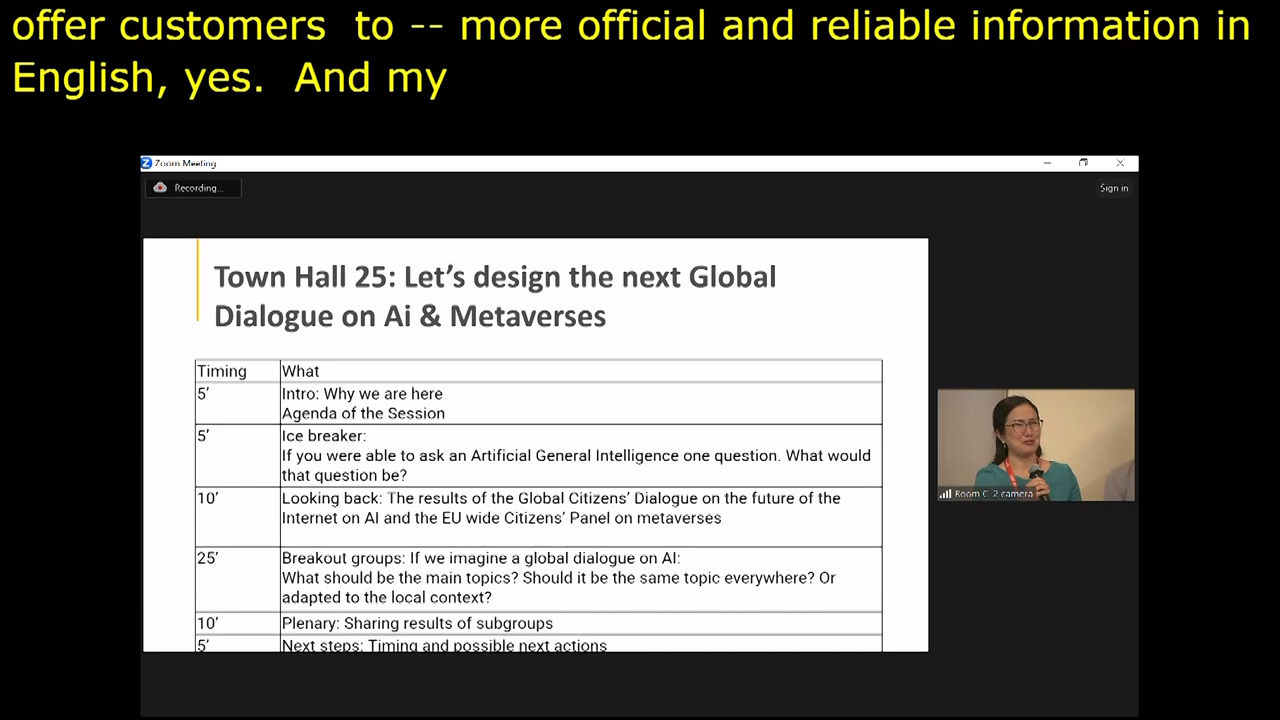 offer customers  to -- more official and reliable information in
English, yes.  And my
Zoom Meeting
Recording...
Sign in
Town Hall 25: Let's design the next Global
Dialogue on Ai & Metaverses
Timing What
5' Intro: Why we are here
Agenda of the Session
5' Ice breaker:
If you were able to ask an Artificial General Intelligence one question. What would
that question be?
10' Looking back: The results of the Global Citizens' Dialogue on the future of the
Internet on AI and the EU wide Citizens' Panel on metaverses
25' Breakout groups: If we imagine a global dialogue on AI:
What should be the main topics? Should it be the same topic everywhere? Or
adapted to the local context?
10' Plenary: Sharing results of subgroups
5' Next steps: Timing and possible next actions
Room C, 2 camera